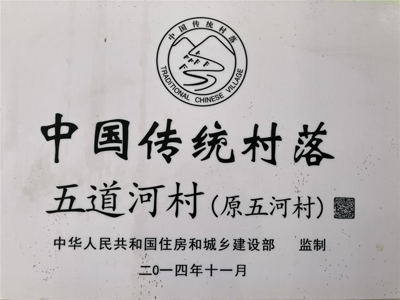 中国传统村落
TRADITIONAL CHINESE VILLAGE
中国传统村落
五道河村(原五河村)
中华人民共和国住房和城乡建设部 监制
二0一四年十一月